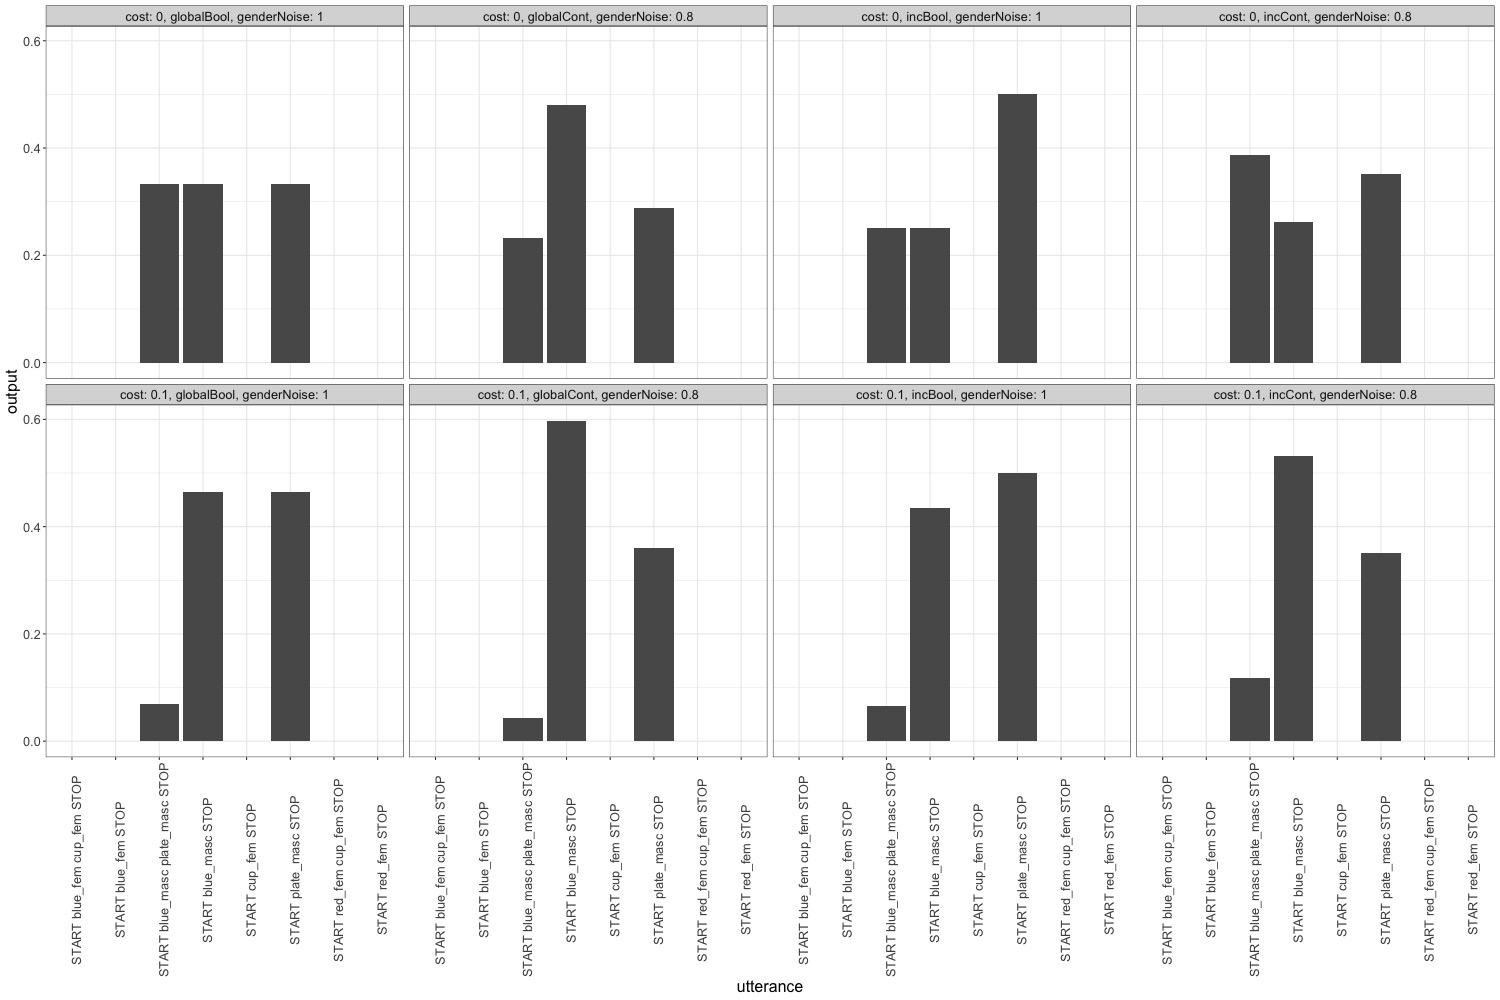 cost: 0, globalBool, genderNoise: 1
cost: 0, globalCont, genderNoise: 0.8
cost: 0, incBool, genderNoise: 1
cost: 0, incCont, genderNoise: 0.8
0.6
0.4
0.2
0.0
output
cost: 0.1, globalBool, genderNoise: 1
cost: 0.1, globalCont, genderNoise: 0.8
cost: 0.1, incBool, genderNoise: 1
cost: 0.1, incCont, genderNoise: 0.8
0.6
0.4
0.2
0.0
START blue_fem cup_fem STOP
START blue_fem STOP
START blue_masc plate_masc STOP
START blue_masc STOP
START cup_fem STOP
START plate_masc STOP
START red_fem cup_fem STOP
START red_fem STOP
START blue_fem cup_fem STOP
START blue_fem STOP
START blue_masc plate_masc STOP
START blue_masc STOP
START cup_fem STOP
START plate_masc STOP
START red_fem cup_fem STOP
START red_fem STOP
START blue_fem cup_fem STOP
START blue_fem STOP
START blue_masc plate_masc STOP
START blue_masc STOP
START cup_fem STOP
START plate_masc STOP
START red_fem cup_fem STOP
START red_fem STOP
START blue_fem cup_fem STOP
START blue_fem STOP
START blue_masc plate_masc STOP
START blue_masc STOP
START cup_fem STOP
START plate_masc STOP
START red_fem cup_fem STOP
START red_fem STOP
utterance